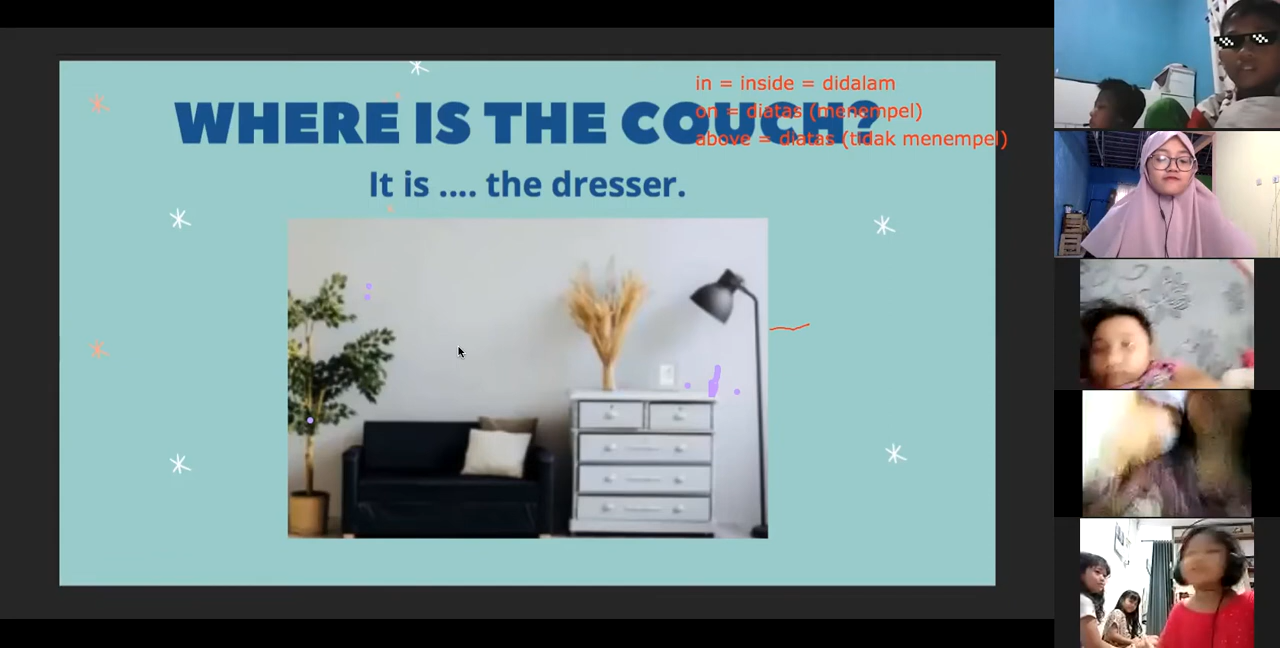 WHERE IS THE COUCH?
It is .... the dresser.
in = inside = didalam
on = diatas (menempel)
above = diatas (tidak menempel)